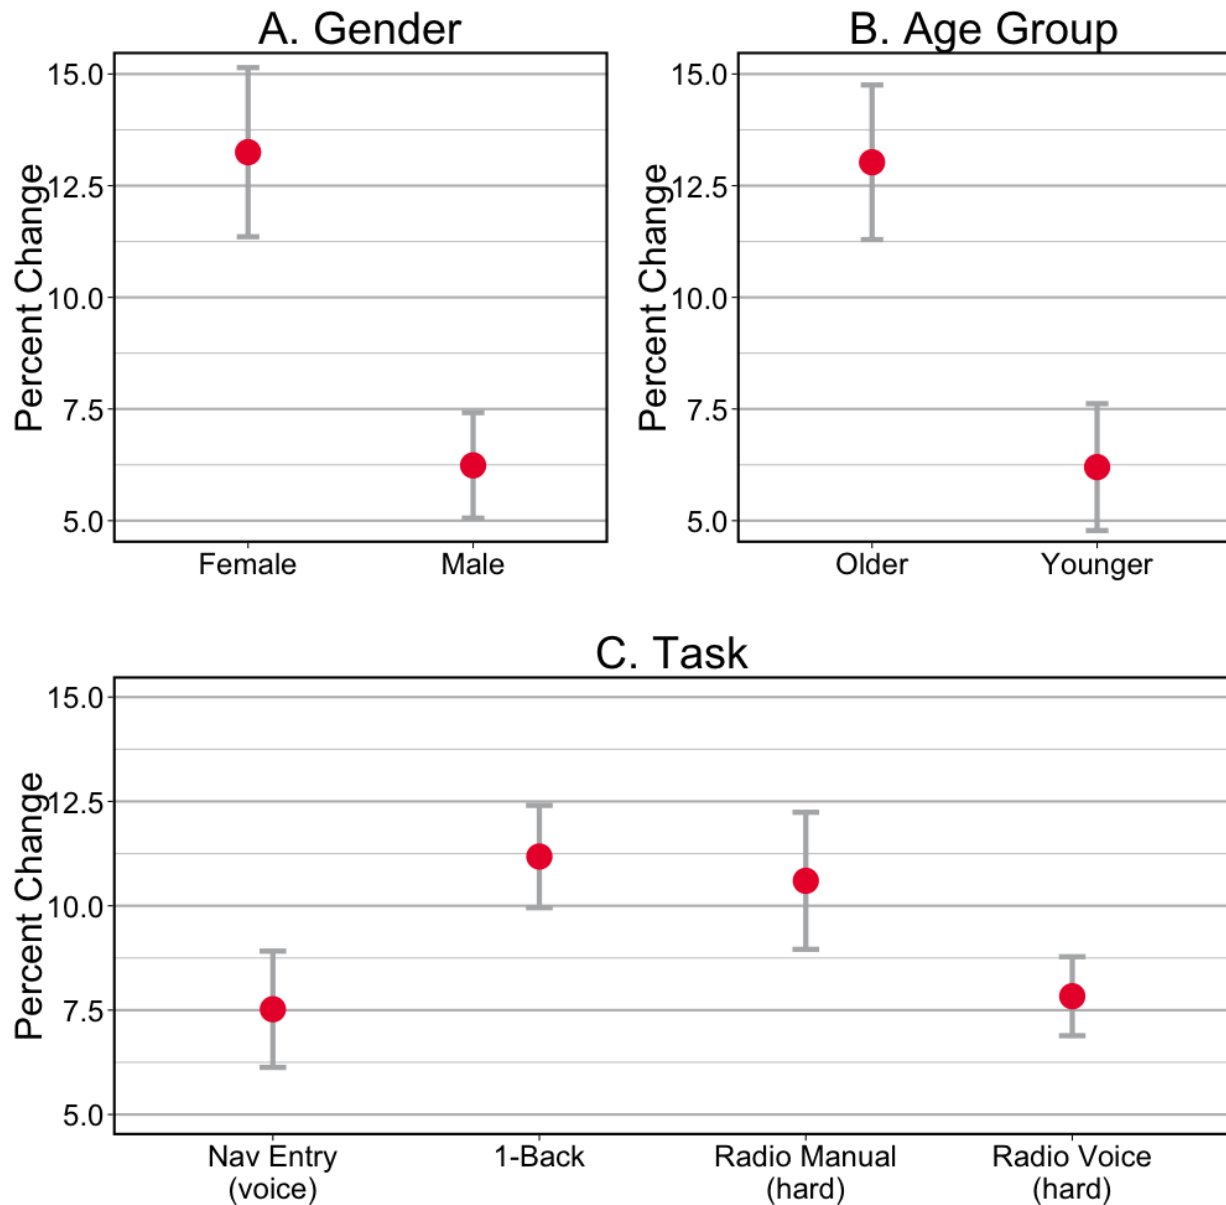 A. Gender
Percent Change
15.0
12.5
10.0
7.5
5.0
Female Male
B. Age Group
Percent Change
15.0
12.5
10.0
7.5
5.0
Older Younger
C. Task
Percent Change
15.0
12.5
10.0
7.5
5.0
Nav Entry 1-Back Radio Manual Radio Voice
(voice) (hard) (hard)